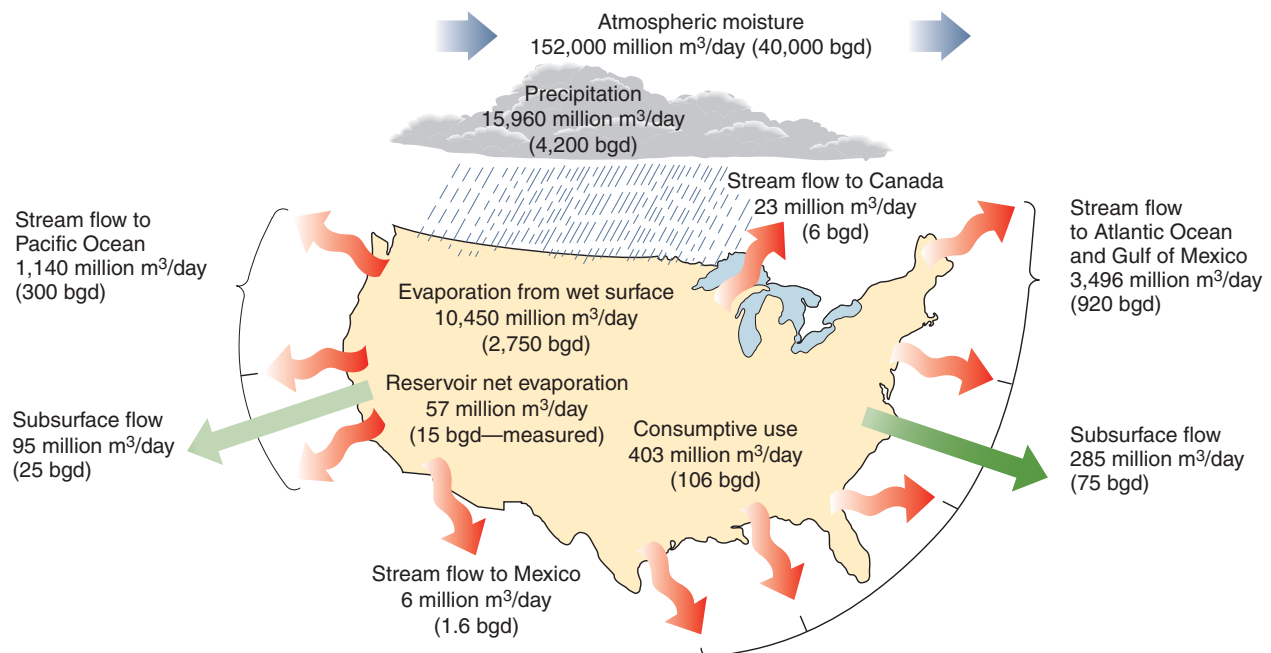 Atmospheric moisture
152,000 million m³/day (40,000 bgd)
Precipitation
15,960 million m³/day
(4,200 bgd)
Stream flow to Canada
23 million m³/day
(6 bgd)
Stream flow to
Pacific Ocean
1,140 million m³/day
(300 bgd)
Stream flow
to Atlantic Ocean
and Gulf of Mexico
3,496 million m³/day
(920 bgd)
Evaporation from wet surface
10,450 million m³/day
(2,750 bgd)
Reservoir net evaporation
57 million m³/day
(15 bgd—measured)
Consumptive use
403 million m³/day
(106 bgd)
Subsurface flow
95 million m³/day
(25 bgd)
Subsurface flow
285 million m³/day
(75 bgd)
Stream flow to Mexico
6 million m³/day
(1.6 bgd)